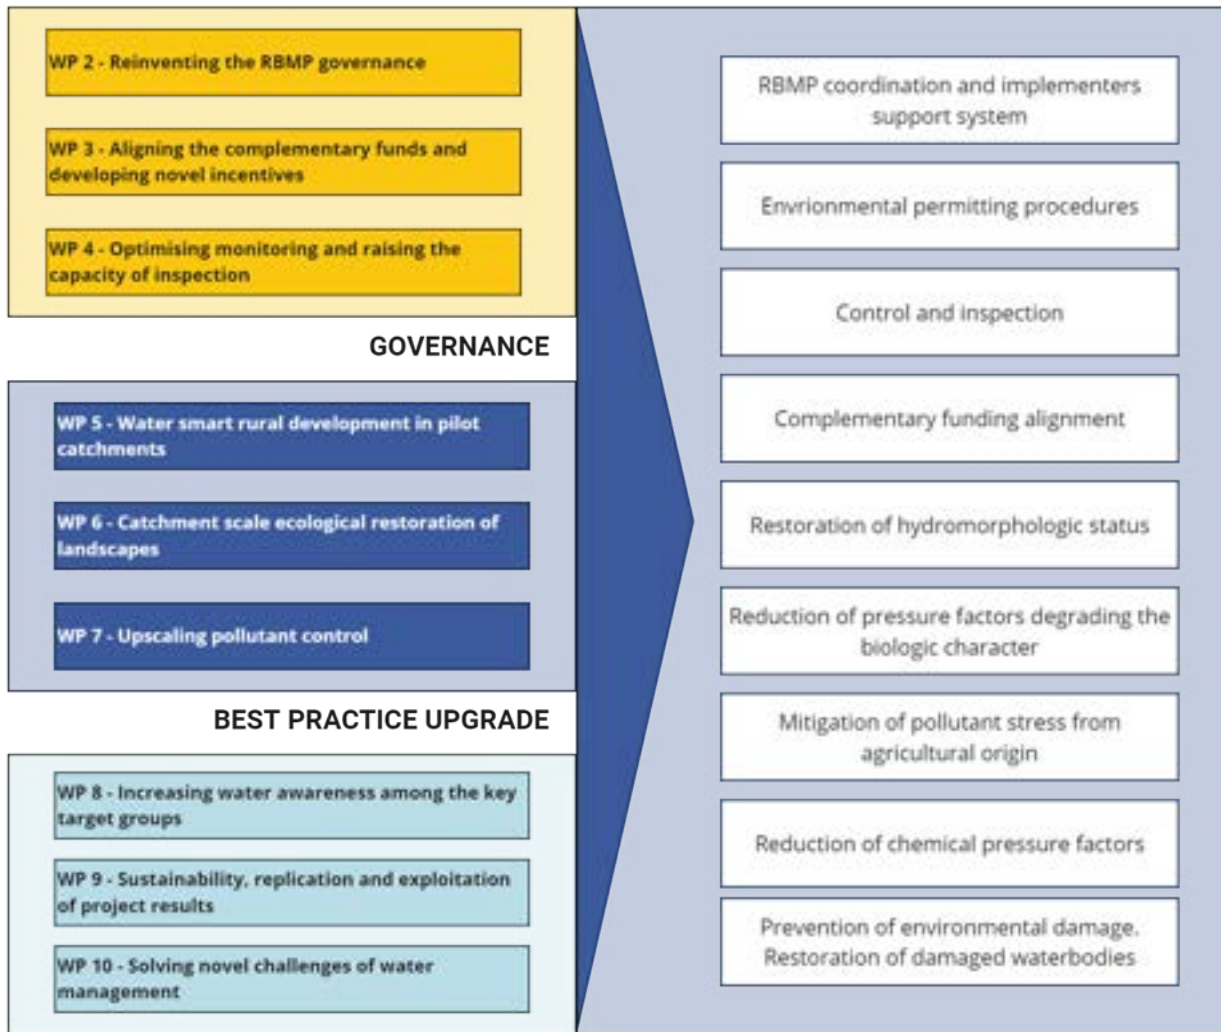 WP 2 - Reinventing the RBMP governance
WP 3 - Aligning the complementary funds and
developing novel incentives
WP 4 - Optimising monitoring and raising the
capacity of inspection
GOVERNANCE
WP 5 - Water smart rural development in pilot
catchments
WP 6 - Catchment scale ecological restoration of
landscapes
WP 7 - Upscaling pollutant control
BEST PRACTICE UPGRADE
WP 8 - Increasing water awareness among the key
target groups
WP 9 - Sustainability, replication and exploitation
of project results
WP 10 - Solving novel challenges of water
management
RBMP coordination and implementers
support system
Envrionmental permitting procedures
Control and inspection
Complementary funding alignment
Restoration of hydromorphologic status
Reduction of pressure factors degrading the
biologic character
Mitigation of pollutant stress from
agricultural origin
Reduction of chemical pressure factors
Prevention of environmental damage.
Restoration of damaged waterbodies